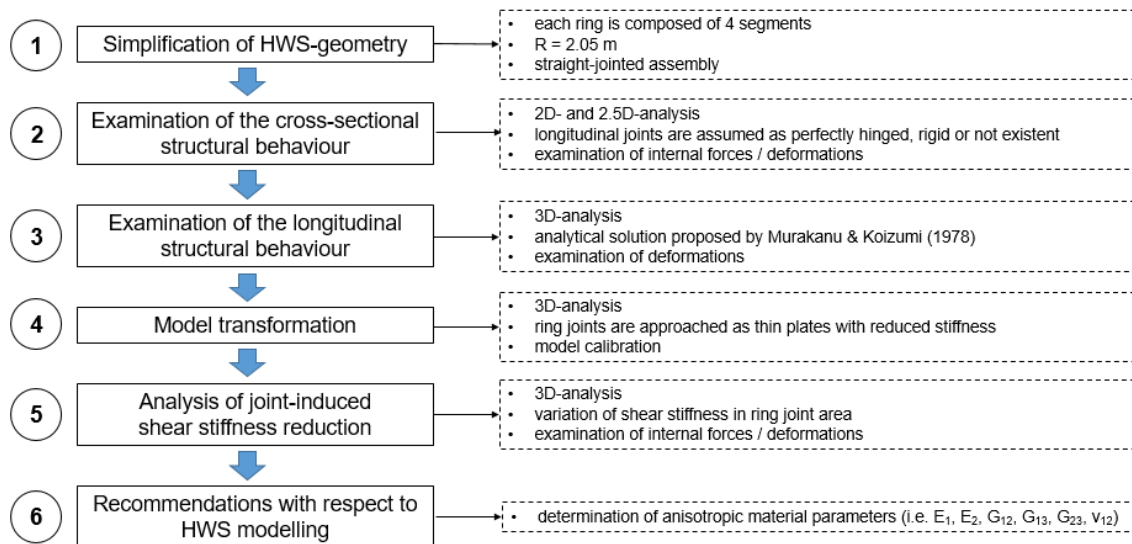 1
Simplification of HWS-geometry
• each ring is composed of 4 segments
• R = 2.05 m
• straight-jointed assembly
2
Examination of the cross-sectional
structural behaviour
• 2D- and 2.5D-analysis
• longitudinal joints are assumed as perfectly hinged, rigid or not existent
• examination of internal forces / deformations
3
Examination of the longitudinal
structural behaviour
• 3D-analysis
• analytical solution proposed by Murakanu & Koizumi (1978)
• examination of deformations
4
Model transformation
• 3D-analysis
• ring joints are approached as thin plates with reduced stiffness
• model calibration
5
Analysis of joint-induced
shear stiffness reduction
• 3D-analysis
• variation of shear stiffness in ring joint area
• examination of internal forces / deformations
6
Recommendations with respect to
HWS modelling
• determination of anisotropic material parameters (i.e. E₁, E₂, G₁₂, G₁₃, G₂₃, ν₁₂)